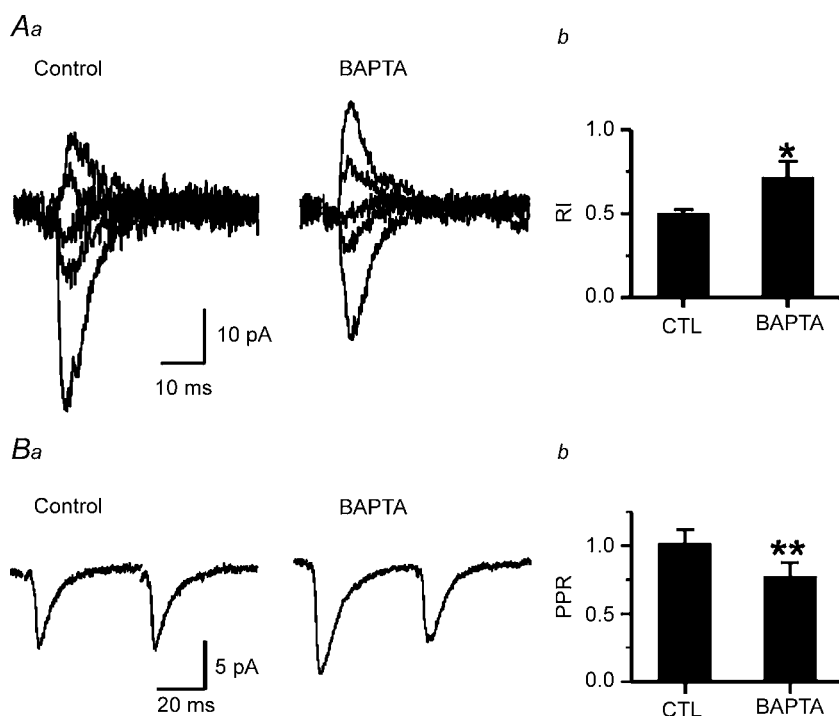 Aa
b
Control
BAPTA
10 pA
10 ms
1.0
0.5
0.0
RI
*
CTL
BAPTA
Ba
b
Control
BAPTA
5 pA
20 ms
1.0
0.5
0.0
PPR
**
CTL
BAPTA